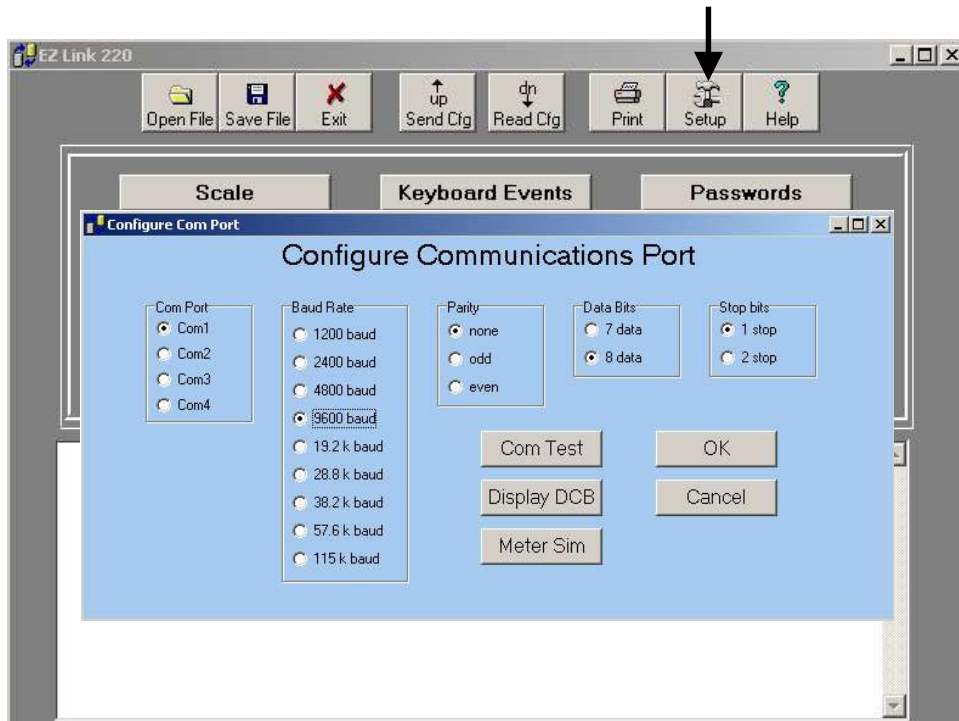 EZ Link 220
Open File Save File Exit up Send Cfg dn Read Cfg Print Setup Help
Scale Keyboard Events Passwords
Configure Com Port
Configure Communications Port
Com Port
Com1
Com2
Com3
Com4
Baud Rate
1200 baud
2400 baud
4800 baud
9600 baud
19.2 k baud
28.8 k baud
38.2 k baud
57.6 k baud
115 k baud
Parity
none
odd
even
Data Bits
7 data
8 data
Stop bits
1 stop
2 stop
Com Test
OK
Display DCB
Cancel
Meter Sim